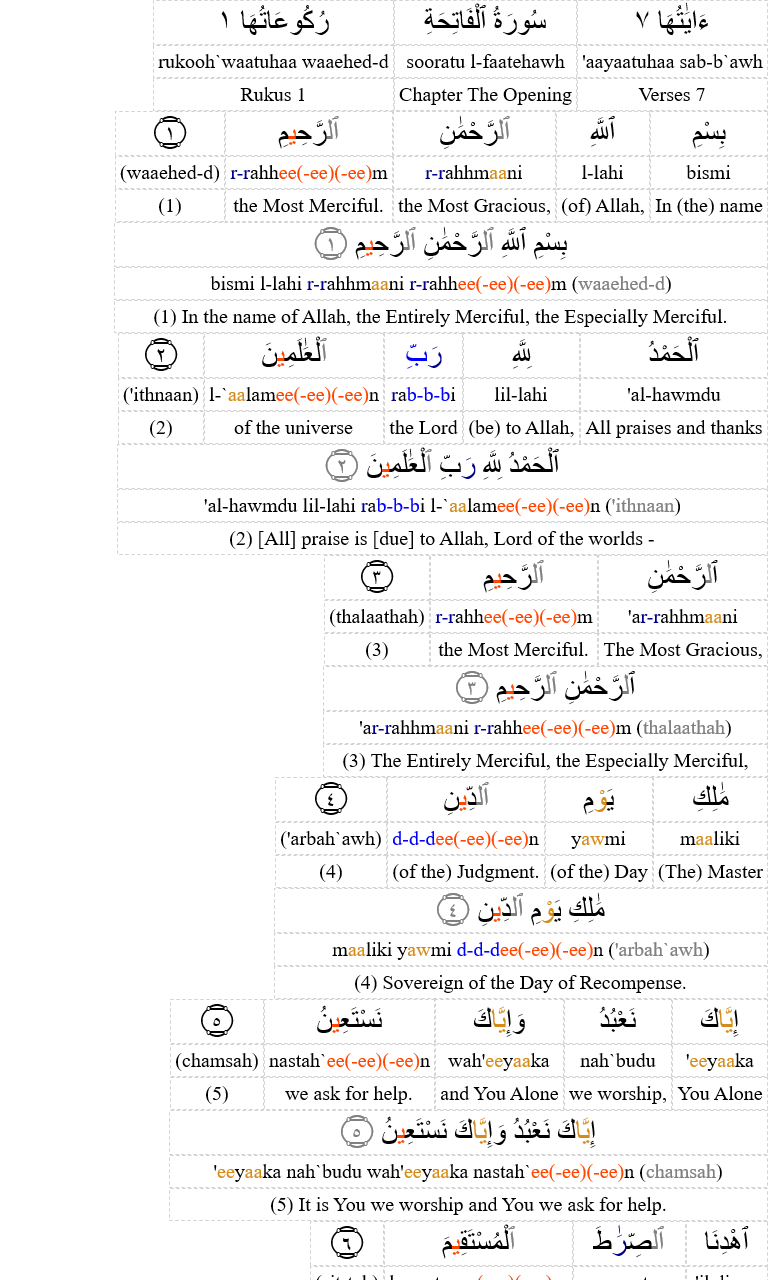 ءَايَٰتُهَا ٧ سُورَةُ ٱلْفَاتِحَةِ رُكُوعَاتُهَا ١
'aayaatuhaa sab-b`awh sooratu l-faatehawh rukooh`waatuhaa waaehed-d
Verses 7 Chapter The Opening Rukus 1
بِسْمِ ٱللَّهِ ٱلرَّحْمَٰنِ ٱلرَّحِيمِ ١
bismi l-lahi r-rahhmaani r-rahhee(-ee)(-ee)m (waaehed-d)
In (the) name (of) Allah, the Most Gracious, the Most Merciful. (1)
بِسْمِ ٱللَّهِ ٱلرَّحْمَٰنِ ٱلرَّحِيمِ ١
bismi l-lahi r-rahhmaani r-rahhee(-ee)(-ee)m (waaehed-d)
(1) In the name of Allah, the Entirely Merciful, the Especially Merciful.
ٱلْحَمْدُ لِلَّهِ رَبِّ ٱلْعَٰلَمِينَ ٢
'al-hawmdu lil-lahi rab-b-bi l-`aalamee(-ee)(-ee)n ('ithnaan)
All praises and thanks (be) to Allah, the Lord of the universe (2)
ٱلْحَمْدُ لِلَّهِ رَبِّ ٱلْعَٰلَمِينَ ٢
'al-hawmdu lil-lahi rab-b-bi l-`aalamee(-ee)(-ee)n ('ithnaan)
(2) [All] praise is [due] to Allah, Lord of the worlds -
ٱلرَّحْمَٰنِ ٱلرَّحِيمِ ٣
'ar-rahhmaani r-rahhee(-ee)(-ee)m (thalaathah)
The Most Gracious, the Most Merciful. (3)
ٱلرَّحْمَٰنِ ٱلرَّحِيمِ ٣
'ar-rahhmaani r-rahhee(-ee)(-ee)m (thalaathah)
(3) The Entirely Merciful, the Especially Merciful,
مَٰلِكِ يَوْمِ ٱلدِّينِ ٤
maaliki yawmi d-d-dee(-ee)(-ee)n ('arbah`awh)
(The) Master (of the) Day (of the) Judgment. (4)
مَٰلِكِ يَوْمِ ٱلدِّينِ ٤
maaliki yawmi d-d-dee(-ee)(-ee)n ('arbah`awh)
(4) Sovereign of the Day of Recompense.
إِيَّاكَ نَعْبُدُ وَإِيَّاكَ نَسْتَعِينُ ٥
'eeyaaka nah`budu wah'eeyaaka nastah`ee(-ee)(-ee)n (chamsah)
You Alone we worship, and You Alone we ask for help. (5)
إِيَّاكَ نَعْبُدُ وَإِيَّاكَ نَسْتَعِينُ ٥
'eeyaaka nah`budu wah'eeyaaka nastah`ee(-ee)(-ee)n (chamsah)
(5) It is You we worship and You we ask for help.
ٱهْدِنَا ٱلصِّرَٰطَ ٱلْمُسْتَقِيمَ ٦